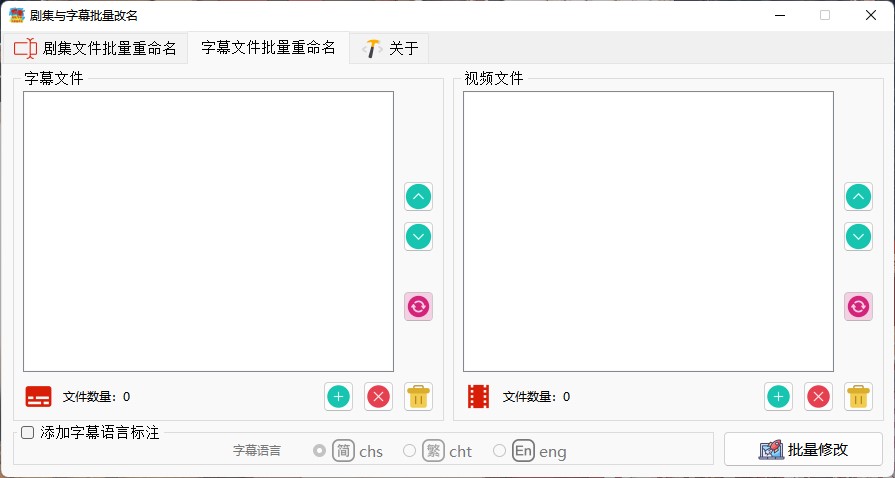 剧集与字幕批量改名
剧集文件批量重命名 字幕文件批量重命名 关于
字幕文件 视频文件
文件数量：0 文件数量：0
添加字幕语言标注
字幕语言 简 chs 繁 cht En eng 批量修改